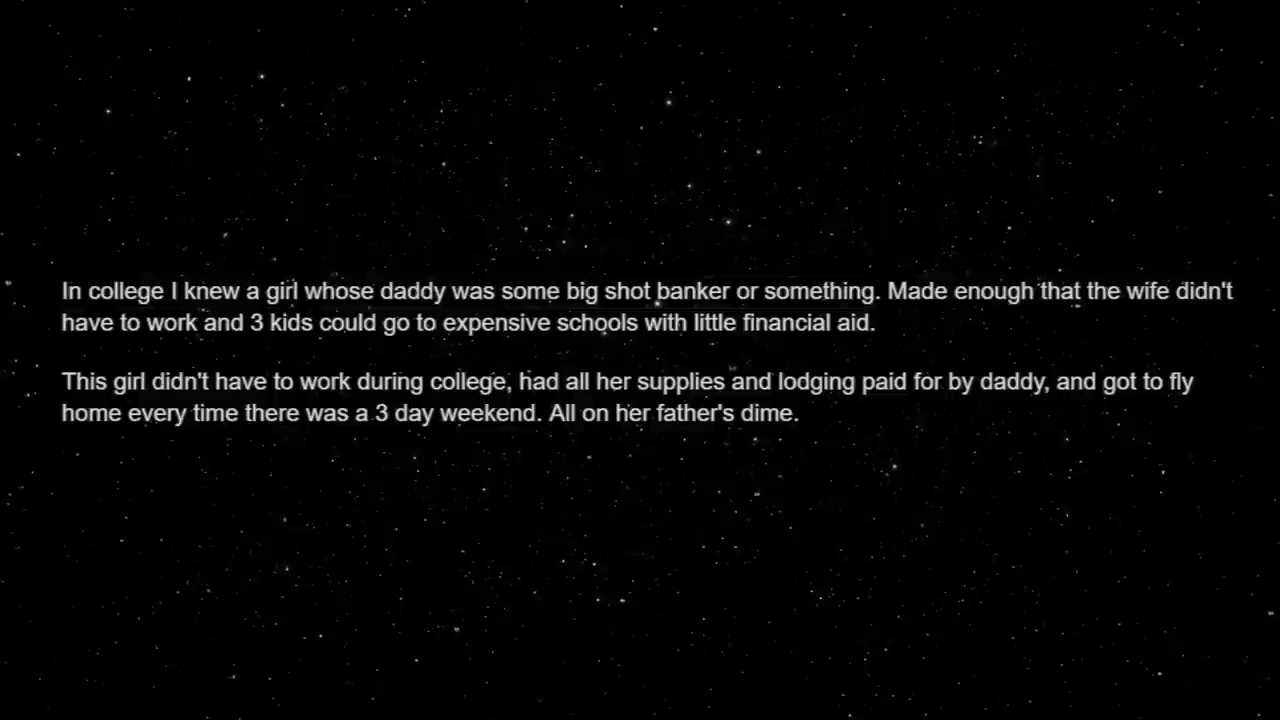 In college I knew a girl whose daddy was some big shot banker or something. Made enough that the wife didn't
have to work and 3 kids could go to expensive schools with little financial aid.
This girl didn't have to work during college, had all her supplies and lodging paid for by daddy, and got to fly
home every time there was a 3 day weekend. All on her father's dime.